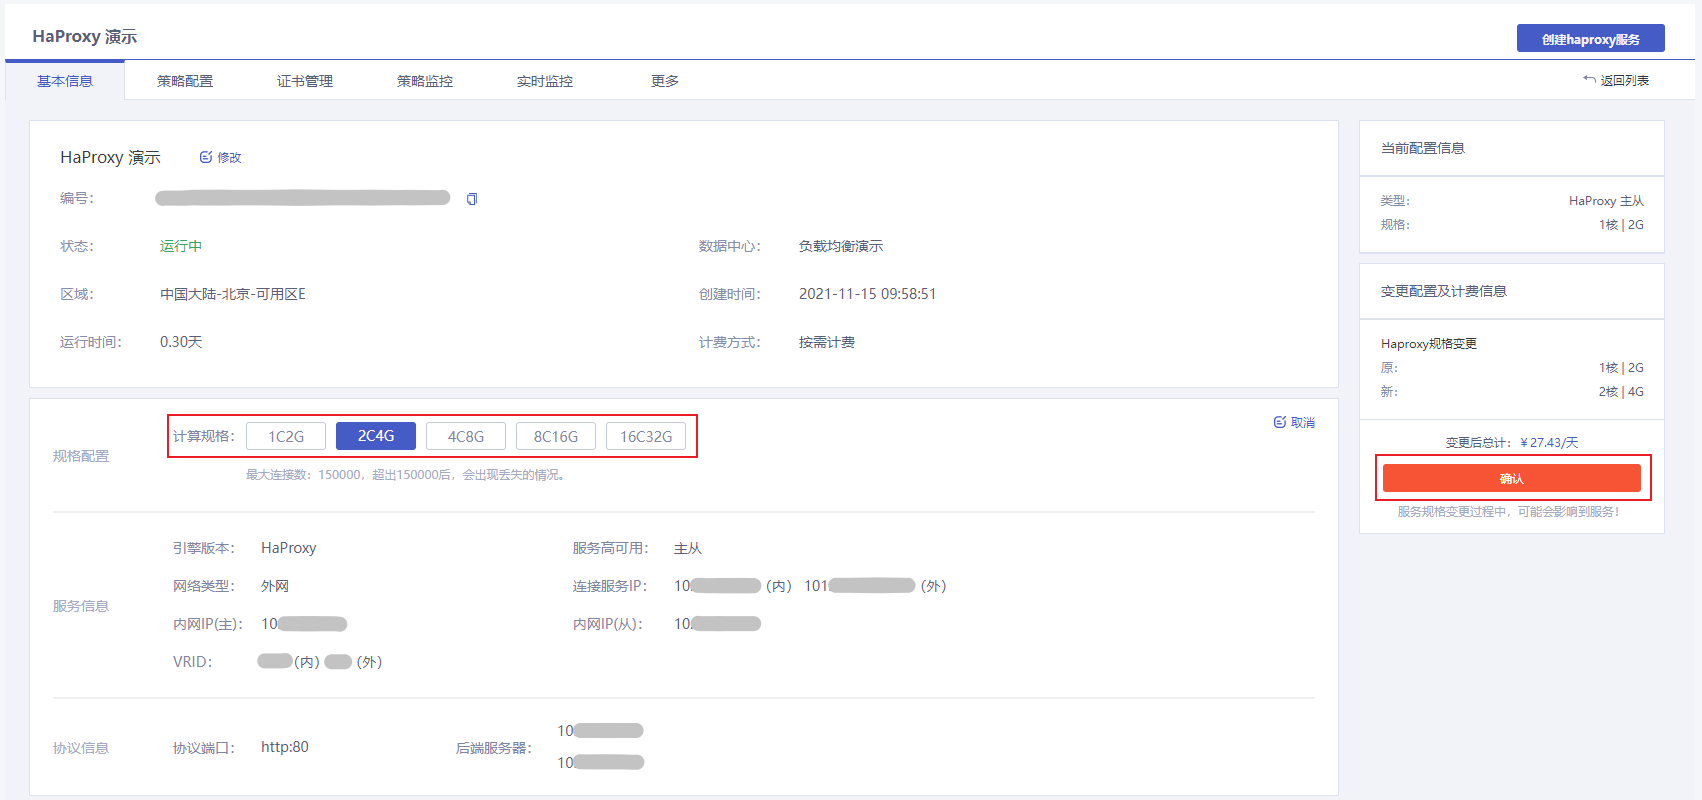 HaProxy 演示
创建haproxy服务
基本信息 策略配置 证书管理 策略监控 实时监控 更多 返回列表
HaProxy 演示 修改
编号：
状态： 运行中 数据中心： 负载均衡演示
区域： 中国大陆-北京-可用区E 创建时间： 2021-11-15 09:58:51
运行时间： 0.30天 计费方式： 按需计费
规格配置
计算规格： 1C2G 2C4G 4C8G 8C16G 16C32G
取消
最大连接数：150000，超出150000后，会出现丢失的情况。
服务信息
引擎版本： HaProxy 服务高可用： 主从
网络类型： 外网 连接服务IP： 10 (内) 101 (外)
内网IP(主)： 10 内网IP(从)： 10
VRID： (内) (外)
协议信息
协议端口： http:80 后端服务器： 10
10
当前配置信息
类型： HaProxy 主从
规格： 1核 | 2G
变更配置及计费信息
Haproxy规格变更
原： 1核 | 2G
新： 2核 | 4G
变更后总计：￥27.43/天
确认
服务规格变更过程中，可能会影响到服务！